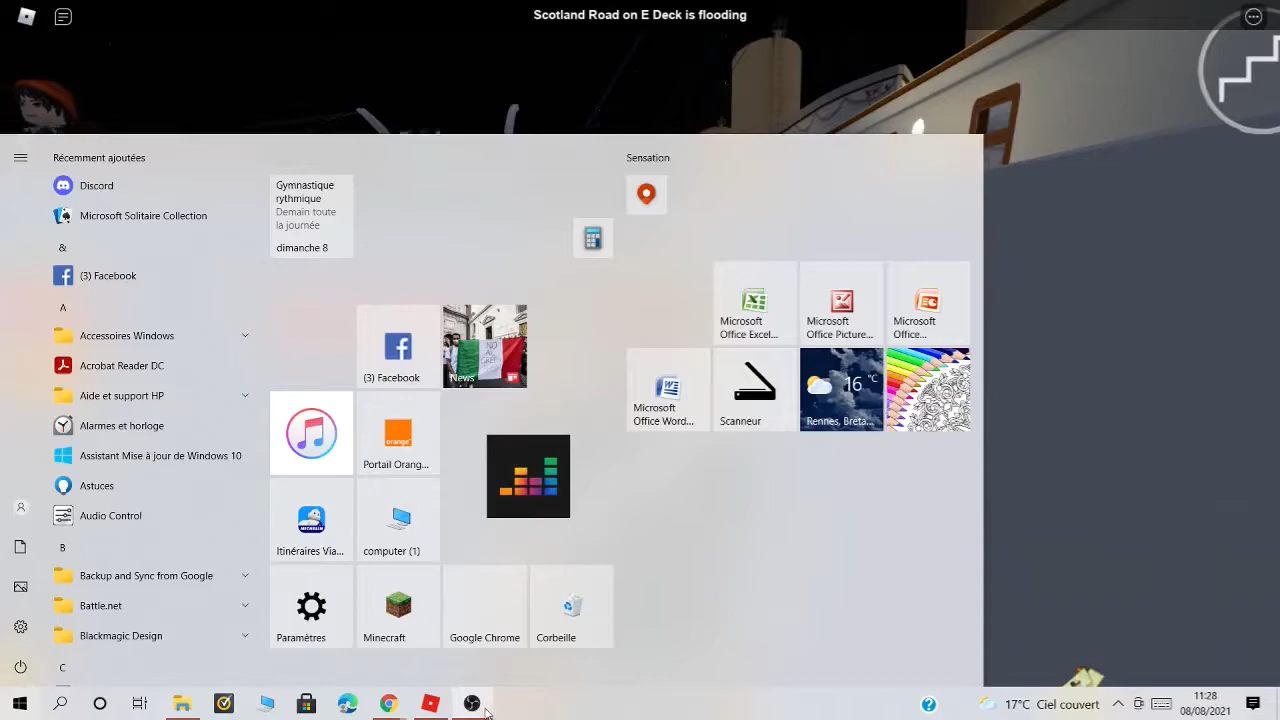 Scotland Road on E Deck is flooding
Récemment ajoutées
Discord
Microsoft Solitaire Collection
&
(3) Facebook
A
Accessoires Windows
Acrobat Reader DC
Aide et support HP
Alarmes et horloge
Assistant Mise à jour de Windows 10
Astuces
Audio Control
B
Backup and Sync from Google
Battle.net
Blackmagic Design
C
Gymnastique
rythmique
Demain toute
la journée
dimanche 8
(3) Facebook
News
orange
Portail Orang...
MICHELIN
Itinéraires Via...
computer (1)
Paramètres
Minecraft
Google Chrome
Corbeille
Sensation
Microsoft
Office Excel...
Microsoft
Office Picture...
Microsoft
Office...
Microsoft
Office Word...
Scanneur
16 °C
Rennes, Breta...
17°C Ciel couvert
11:28
08/08/2021